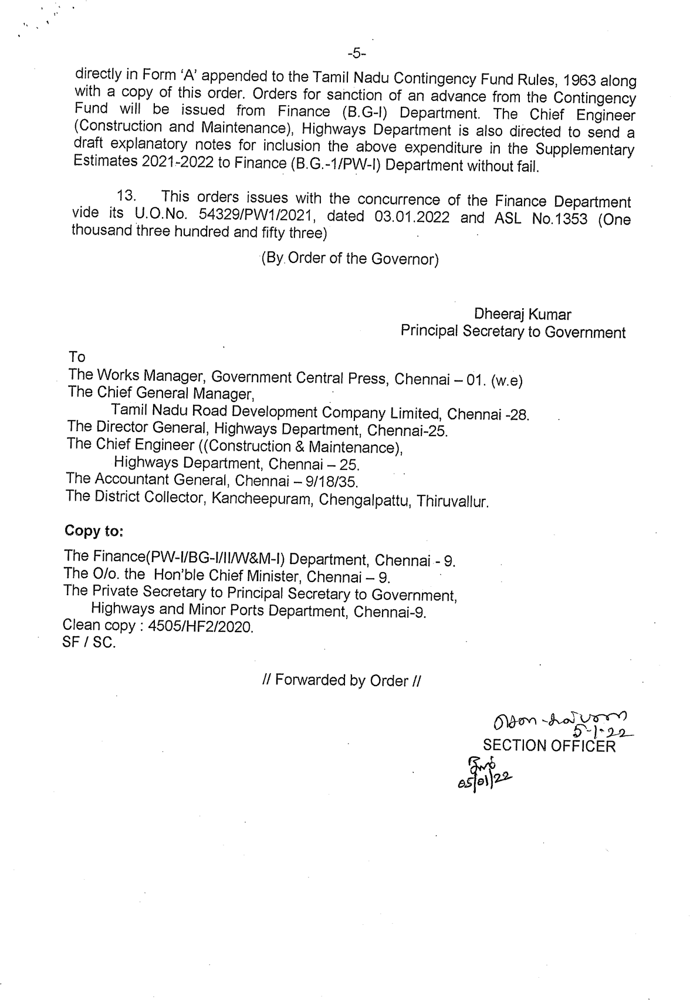 -5-
directly in Form ‘A’ appended to the Tamil Nadu Contingency Fund Rules, 1963 along
with a copy of this order. Orders for sanction of an advance from the Contingency
Fund will be issued from Finance (B.G-I) Department. The Chief Engineer
(Construction and Maintenance), Highways Department is also directed to send a
draft explanatory notes for inclusion the above expenditure in the Supplementary
Estimates 2021-2022 to Finance (B.G.-1/PW-I) Department without fail.
13. This orders issues with the concurrence of the Finance Department
vide its U.O.No. 54329/PW1/2021, dated 03.01.2022 and ASL No.1353 (One
thousand three hundred and fifty three)
(By Order of the Governor)
Dheeraj Kumar
Principal Secretary to Government
To
The Works Manager, Government Central Press, Chennai – 01. (w.e)
The Chief General Manager,
Tamil Nadu Road Development Company Limited, Chennai -28.
The Director General, Highways Department, Chennai-25.
The Chief Engineer ((Construction & Maintenance),
Highways Department, Chennai – 25.
The Accountant General, Chennai – 9/18/35.
The District Collector, Kancheepuram, Chengalpattu, Thiruvallur.
Copy to:
The Finance(PW-I/BG-I/II/W&M-I) Department, Chennai - 9.
The O/o. the Hon’ble Chief Minister, Chennai – 9.
The Private Secretary to Principal Secretary to Government,
Highways and Minor Ports Department, Chennai-9.
Clean copy : 4505/HF2/2020.
SF / SC.
// Forwarded by Order //
5-1-22
SECTION OFFICER
05/01/22